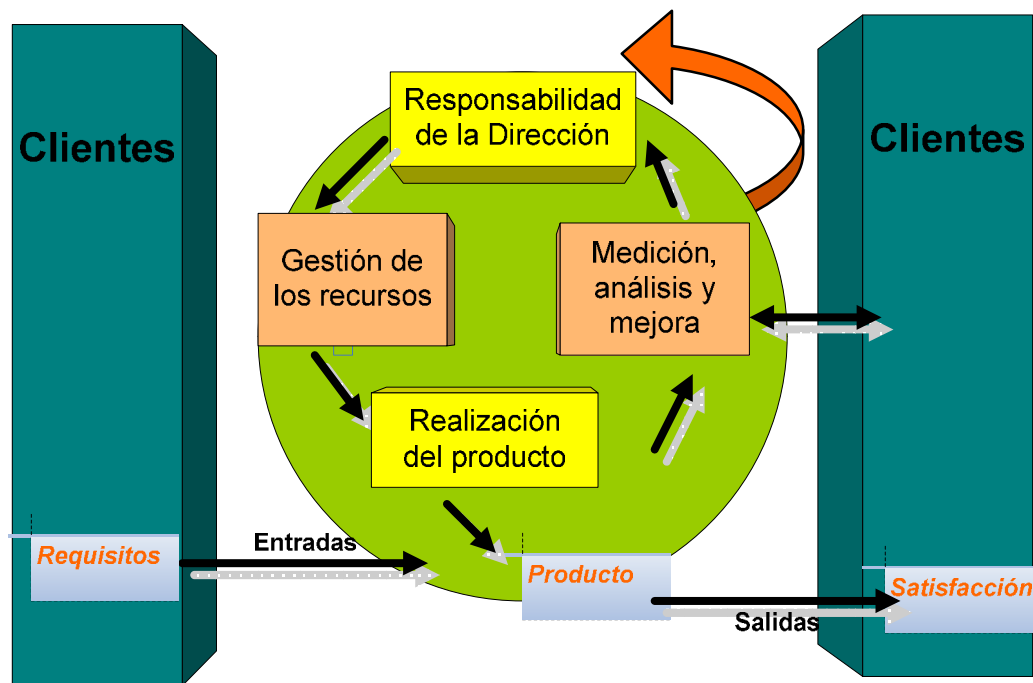 Clientes
Responsabilidad
de la Dirección
Clientes
Gestión de
los recursos
Medición,
análisis y
mejora
Realización
del producto
Requisitos
Entradas
Producto
Salidas
Satisfacción